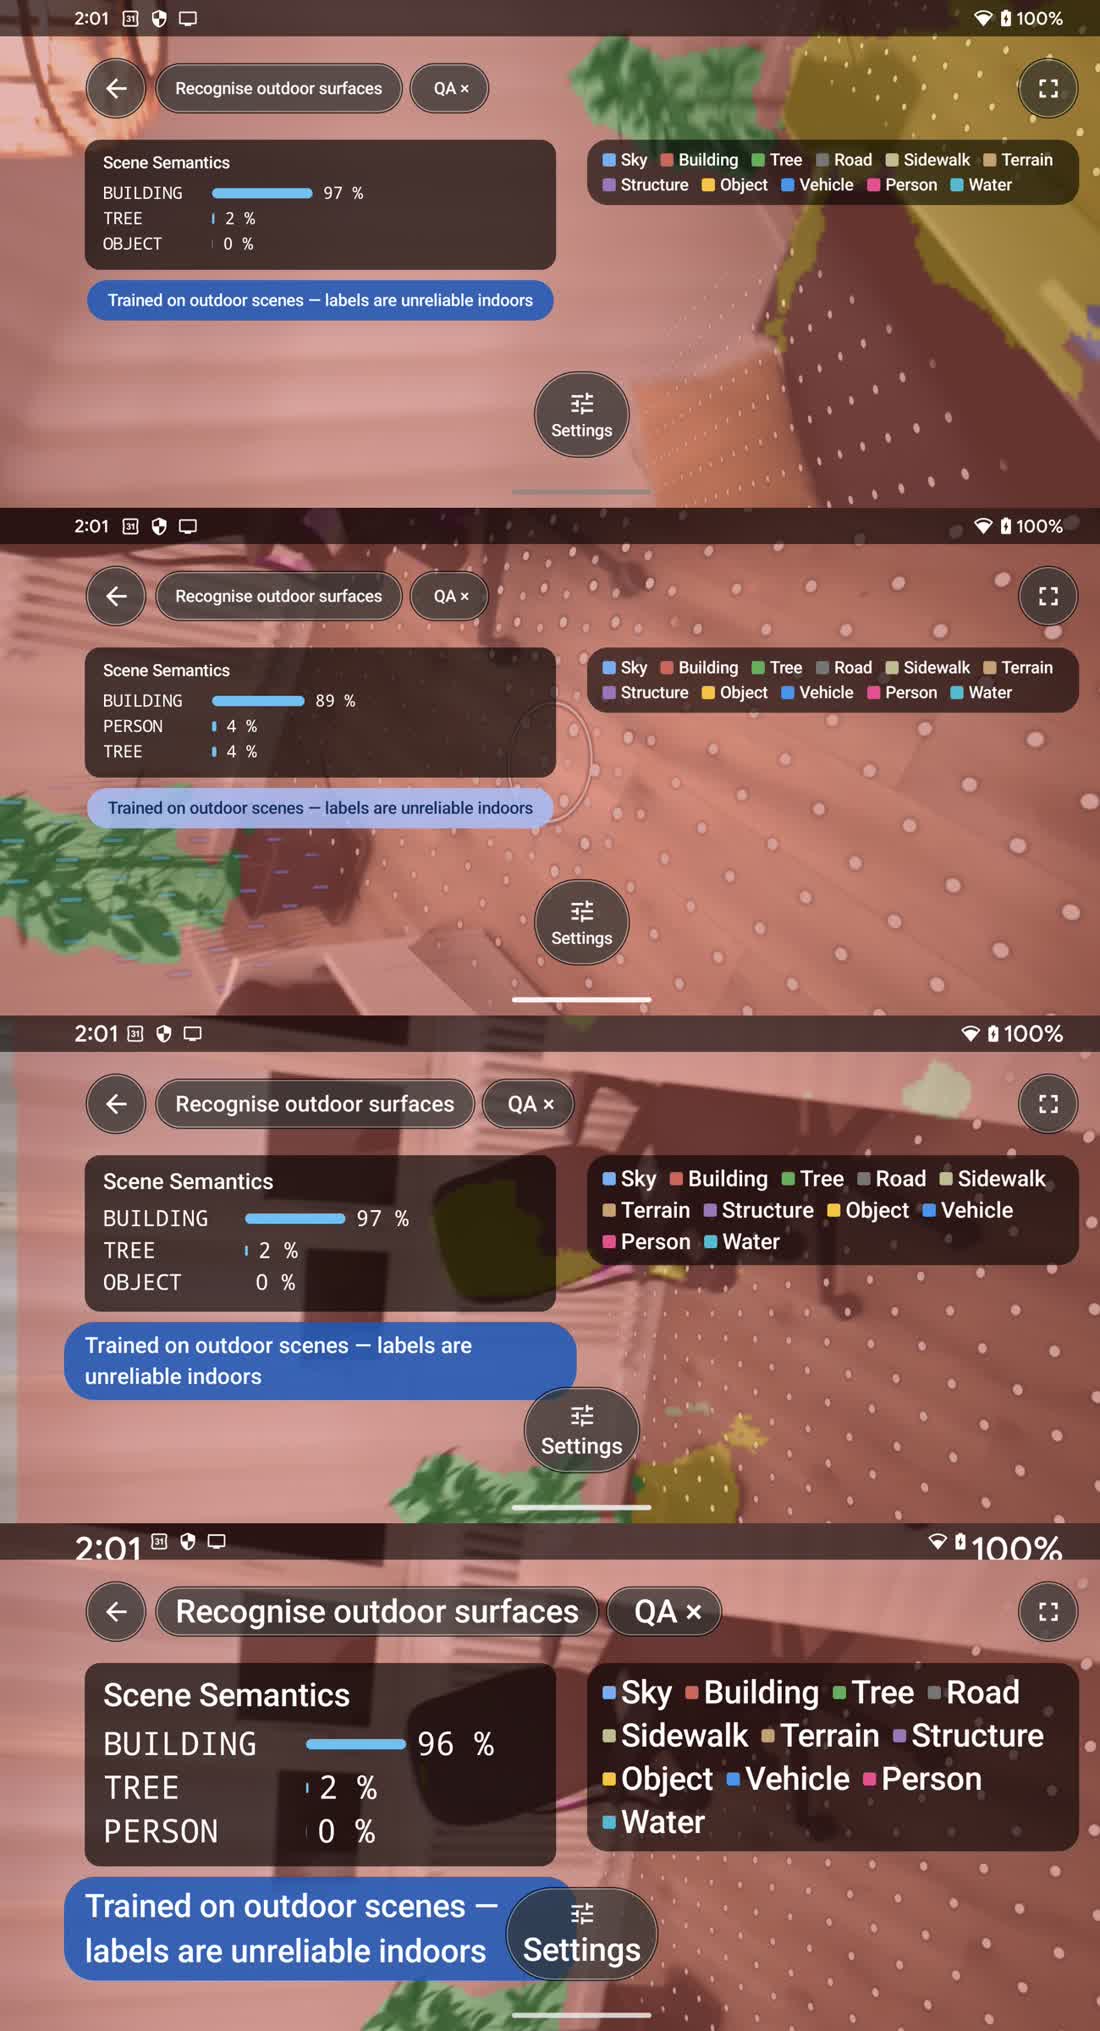 2:01 31 100%
Recognise outdoor surfaces QA ×
Scene Semantics
BUILDING 97 %
TREE 2 %
OBJECT 0 %
Sky Building Tree Road Sidewalk Terrain
Structure Object Vehicle Person Water
Trained on outdoor scenes — labels are unreliable indoors
Settings
2:01 31 100%
Recognise outdoor surfaces QA ×
Scene Semantics
BUILDING 89 %
PERSON 4 %
TREE 4 %
Sky Building Tree Road Sidewalk Terrain
Structure Object Vehicle Person Water
Trained on outdoor scenes — labels are unreliable indoors
Settings
2:01 31 100%
Recognise outdoor surfaces QA ×
Scene Semantics
BUILDING 97 %
TREE 2 %
OBJECT 0 %
Sky Building Tree Road Sidewalk
Terrain Structure Object Vehicle
Person Water
Trained on outdoor scenes — labels are
unreliable indoors
Settings
2:01 31 100%
Recognise outdoor surfaces QA ×
Scene Semantics
BUILDING 96 %
TREE 2 %
PERSON 0 %
Sky Building Tree Road
Sidewalk Terrain Structure
Object Vehicle Person
Water
Trained on outdoor scenes —
labels are unreliable indoors
Settings